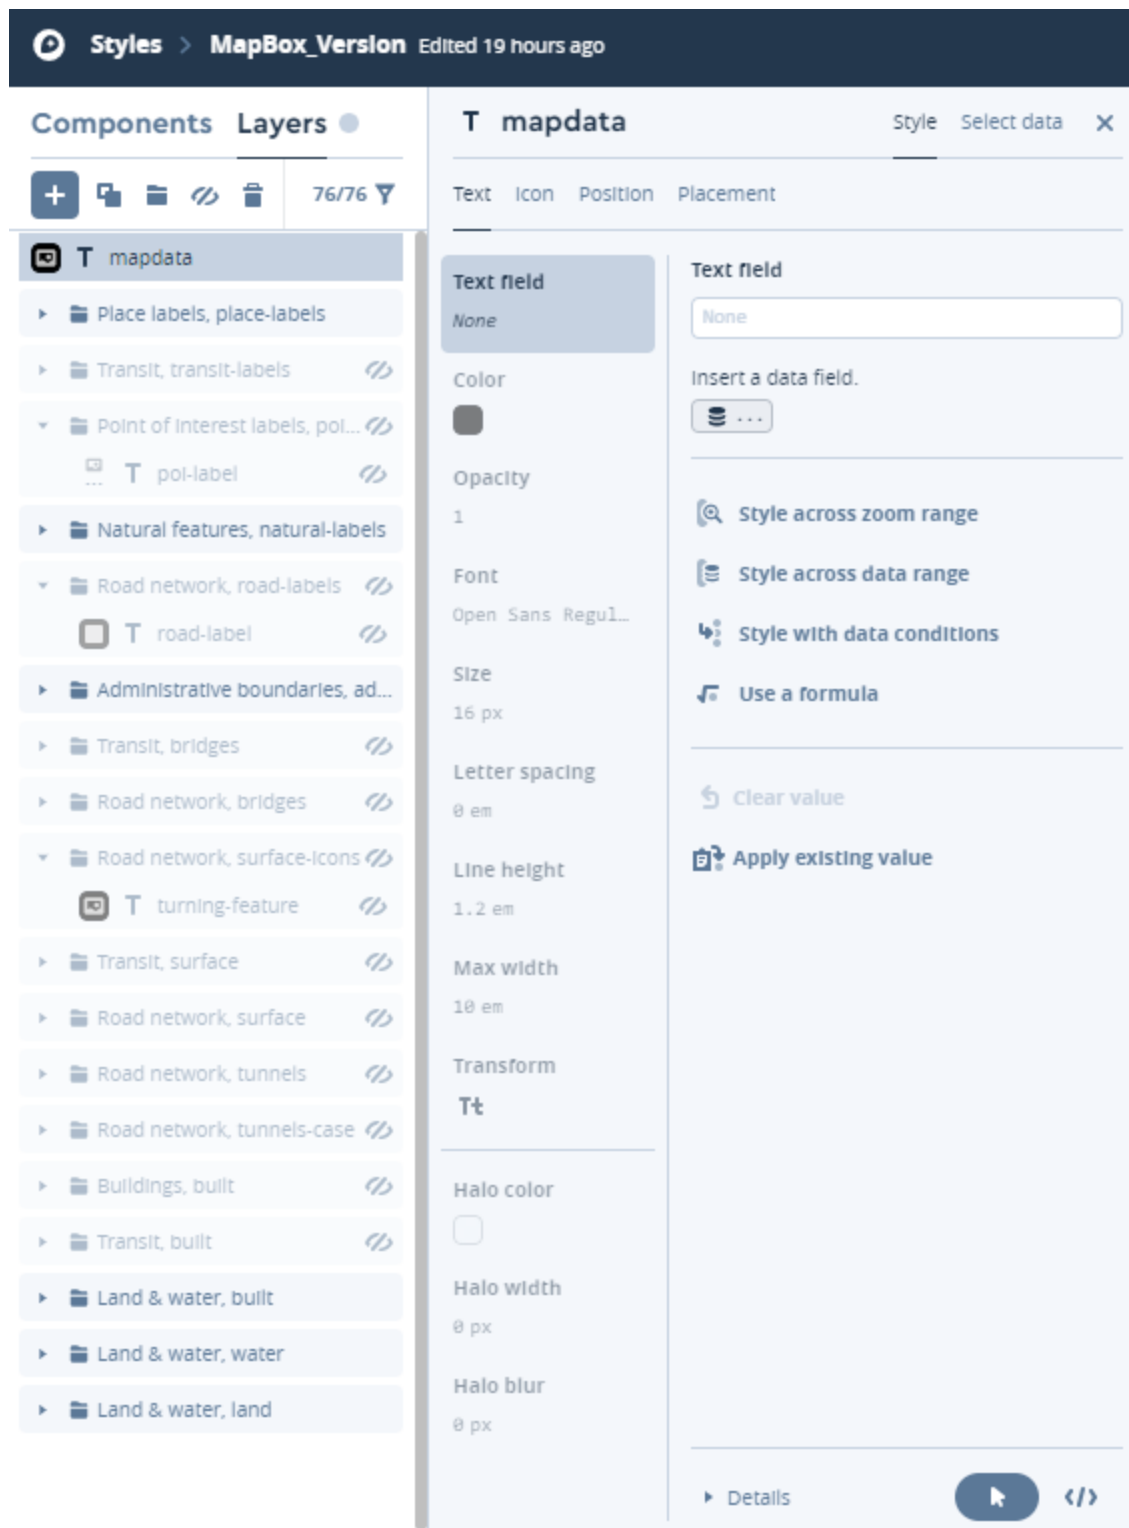 Styles > MapBox_Version Edited 19 hours ago
Components Layers
76/76
mapdata
Place labels, place-labels
Transit, transit-labels
Point of interest labels, poi...
poi-label
Natural features, natural-labels
Road network, road-labels
road-label
Administrative boundaries, ad...
Transit, bridges
Road network, bridges
Road network, surface-icons
turning-feature
Transit, surface
Road network, surface
Road network, tunnels
Road network, tunnels-case
Buildings, built
Transit, built
Land & water, built
Land & water, water
Land & water, land
T mapdata
Style Select data
Text Icon Position Placement
Text field
None
Color
Opacity
1
Font
Open Sans Regul…
Size
16 px
Letter spacing
0 em
Line height
1.2 em
Max width
10 em
Transform
Tt
Halo color
Halo width
0 px
Halo blur
0 px
Text field
None
Insert a data field.
...
Style across zoom range
Style across data range
Style with data conditions
Use a formula
Clear value
Apply existing value
Details